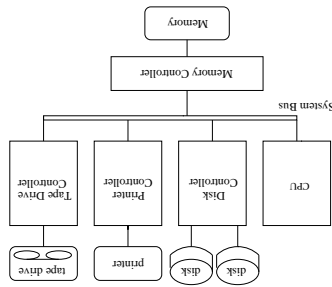 Memory
Memory Controller
System Bus
CPU
Disk
Controller
Printer
Controller
Tape Drive
Controller
disk
disk
printer
tape drive